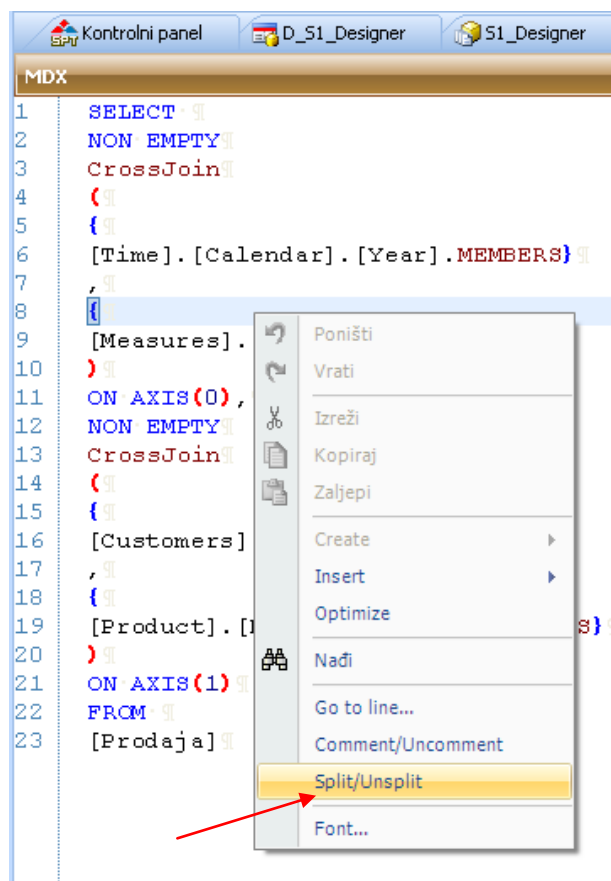 SPT Kontrolni panel D_S1_Designer S1_Designer
MDX
1 SELECT
2 NON EMPTY
3 CrossJoin
4 (
5 {
6 [Time].[Calendar].[Year].MEMBERS}
7 ,
8 {
9 [Measures].
10 )
11 ON AXIS(0),
12 NON EMPTY
13 CrossJoin
14 (
15 {
16 [Customers]
17 ,
18 {
19 [Product].[ S}
20 )
21 ON AXIS(1)
22 FROM
23 [Prodaja]
Poništi
Vrati
Izreži
Kopiraj
Zaljepi
Create
Insert
Optimize
Nađi
Go to line...
Comment/Uncomment
Split/Unsplit
Font...